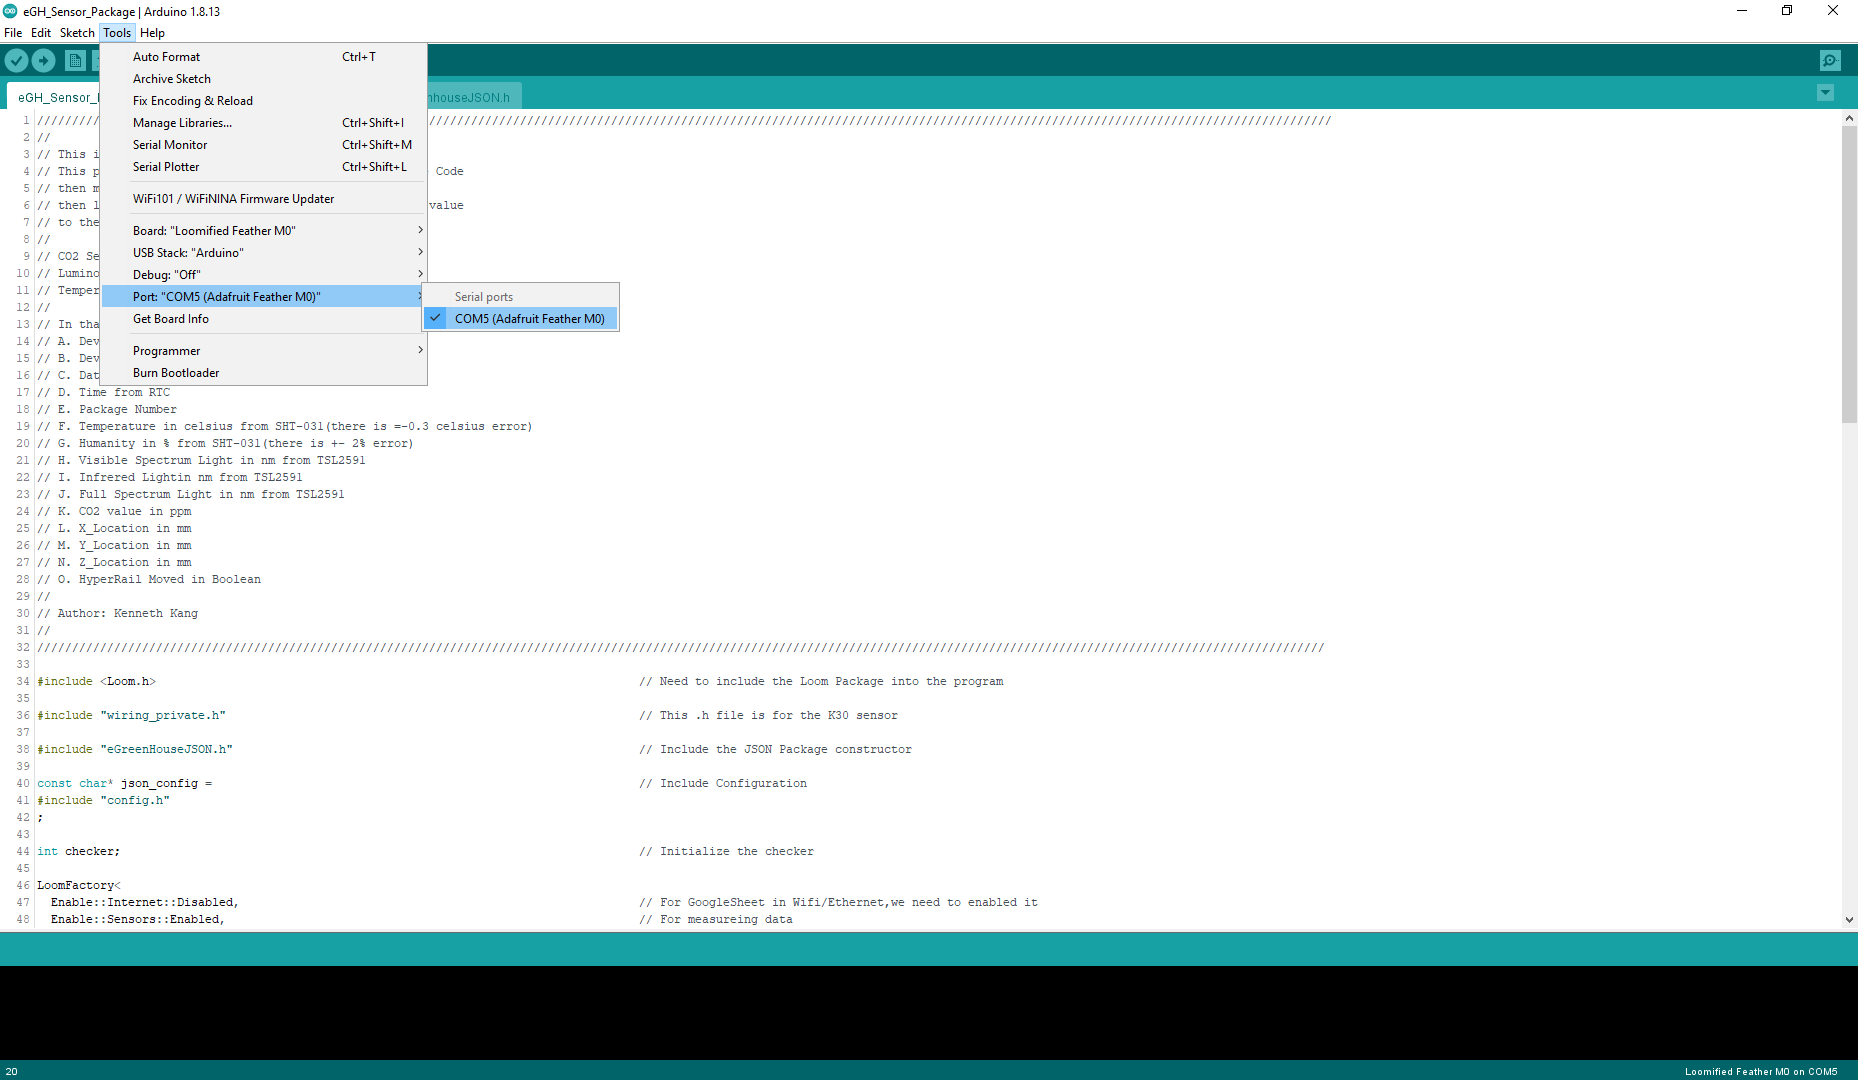 eGH_Sensor_Package | Arduino 1.8.13
File Edit Sketch Tools Help
eGH_Sensor_
nhouseJSON.h
Auto Format Ctrl+T
Archive Sketch
Fix Encoding & Reload
Manage Libraries... Ctrl+Shift+I
Serial Monitor Ctrl+Shift+M
Serial Plotter Ctrl+Shift+L
WiFi101 / WiFiNINA Firmware Updater
Board: "Loomified Feather M0"
USB Stack: "Arduino"
Debug: "Off"
Port: "COM5 (Adafruit Feather M0)"
Get Board Info
Programmer
Burn Bootloader
Serial ports
COM5 (Adafruit Feather M0)
1 //////////////////////////////////////////////////////////////////////
2 //
3 // This i
4 // This p Code
5 // then m
6 // then l value
7 // to the
8 //
9 // CO2 Se
10 // Lumino
11 // Temper
12 //
13 // In tha
14 // A. Dev
15 // B. Dev
16 // C. Dat
17 // D. Time from RTC
18 // E. Package Number
19 // F. Temperature in celsius from SHT-031(there is =-0.3 celsius error)
20 // G. Humanity in % from SHT-031(there is +- 2% error)
21 // H. Visible Spectrum Light in nm from TSL2591
22 // I. Infrered Lightin nm from TSL2591
23 // J. Full Spectrum Light in nm from TSL2591
24 // K. CO2 value in ppm
25 // L. X_Location in mm
26 // M. Y_Location in mm
27 // N. Z_Location in mm
28 // O. HyperRail Moved in Boolean
29 //
30 // Author: Kenneth Kang
31 //
32 //////////////////////////////////////////////////////////////////////
33
34 #include <Loom.h> // Need to include the Loom Package into the program
35
36 #include "wiring_private.h" // This .h file is for the K30 sensor
37
38 #include "eGreenHouseJSON.h" // Include the JSON Package constructor
39
40 const char* json_config = // Include Configuration
41 #include "config.h"
42 ;
43
44 int checker; // Initialize the checker
45
46 LoomFactory<
47 Enable::Internet::Disabled, // For GoogleSheet in Wifi/Ethernet,we need to enabled it
48 Enable::Sensors::Enabled, // For measureing data
20 Loomified Feather M0 on COM5